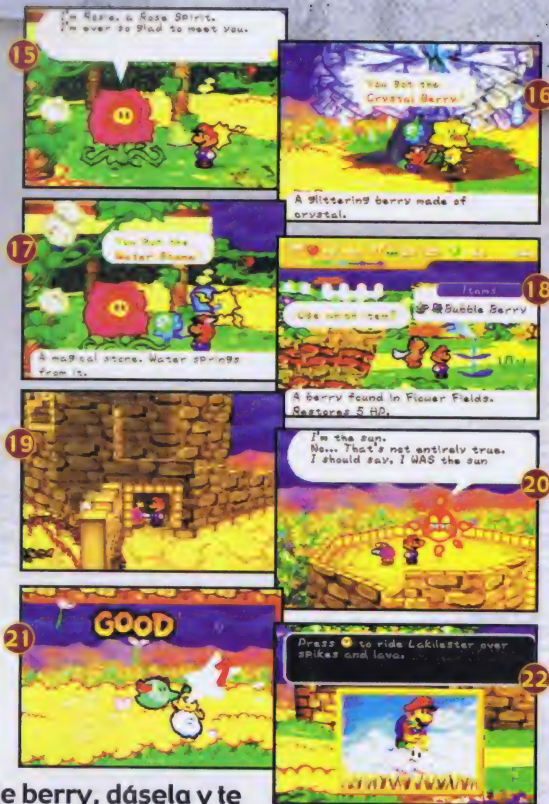 15
I'm Rosie, a Rose Spirit.
I'm ever so glad to meet you.
16
You Got the
Crystal Berry!
A glittering berry made of
crystal.
17
You Got the
Water Stone
A magical stone. Water springs
from it.
18
Items
Use which item?
Bubble Berry
A berry found in Flower Fields.
Restores 5 HP.
19
20
I'm the sun.
No... That's not entirely true.
I should say, I WAS the sun
21
GOOD
22
Press to ride Lakilester over
spikes and lava.
e berry, dásela y te